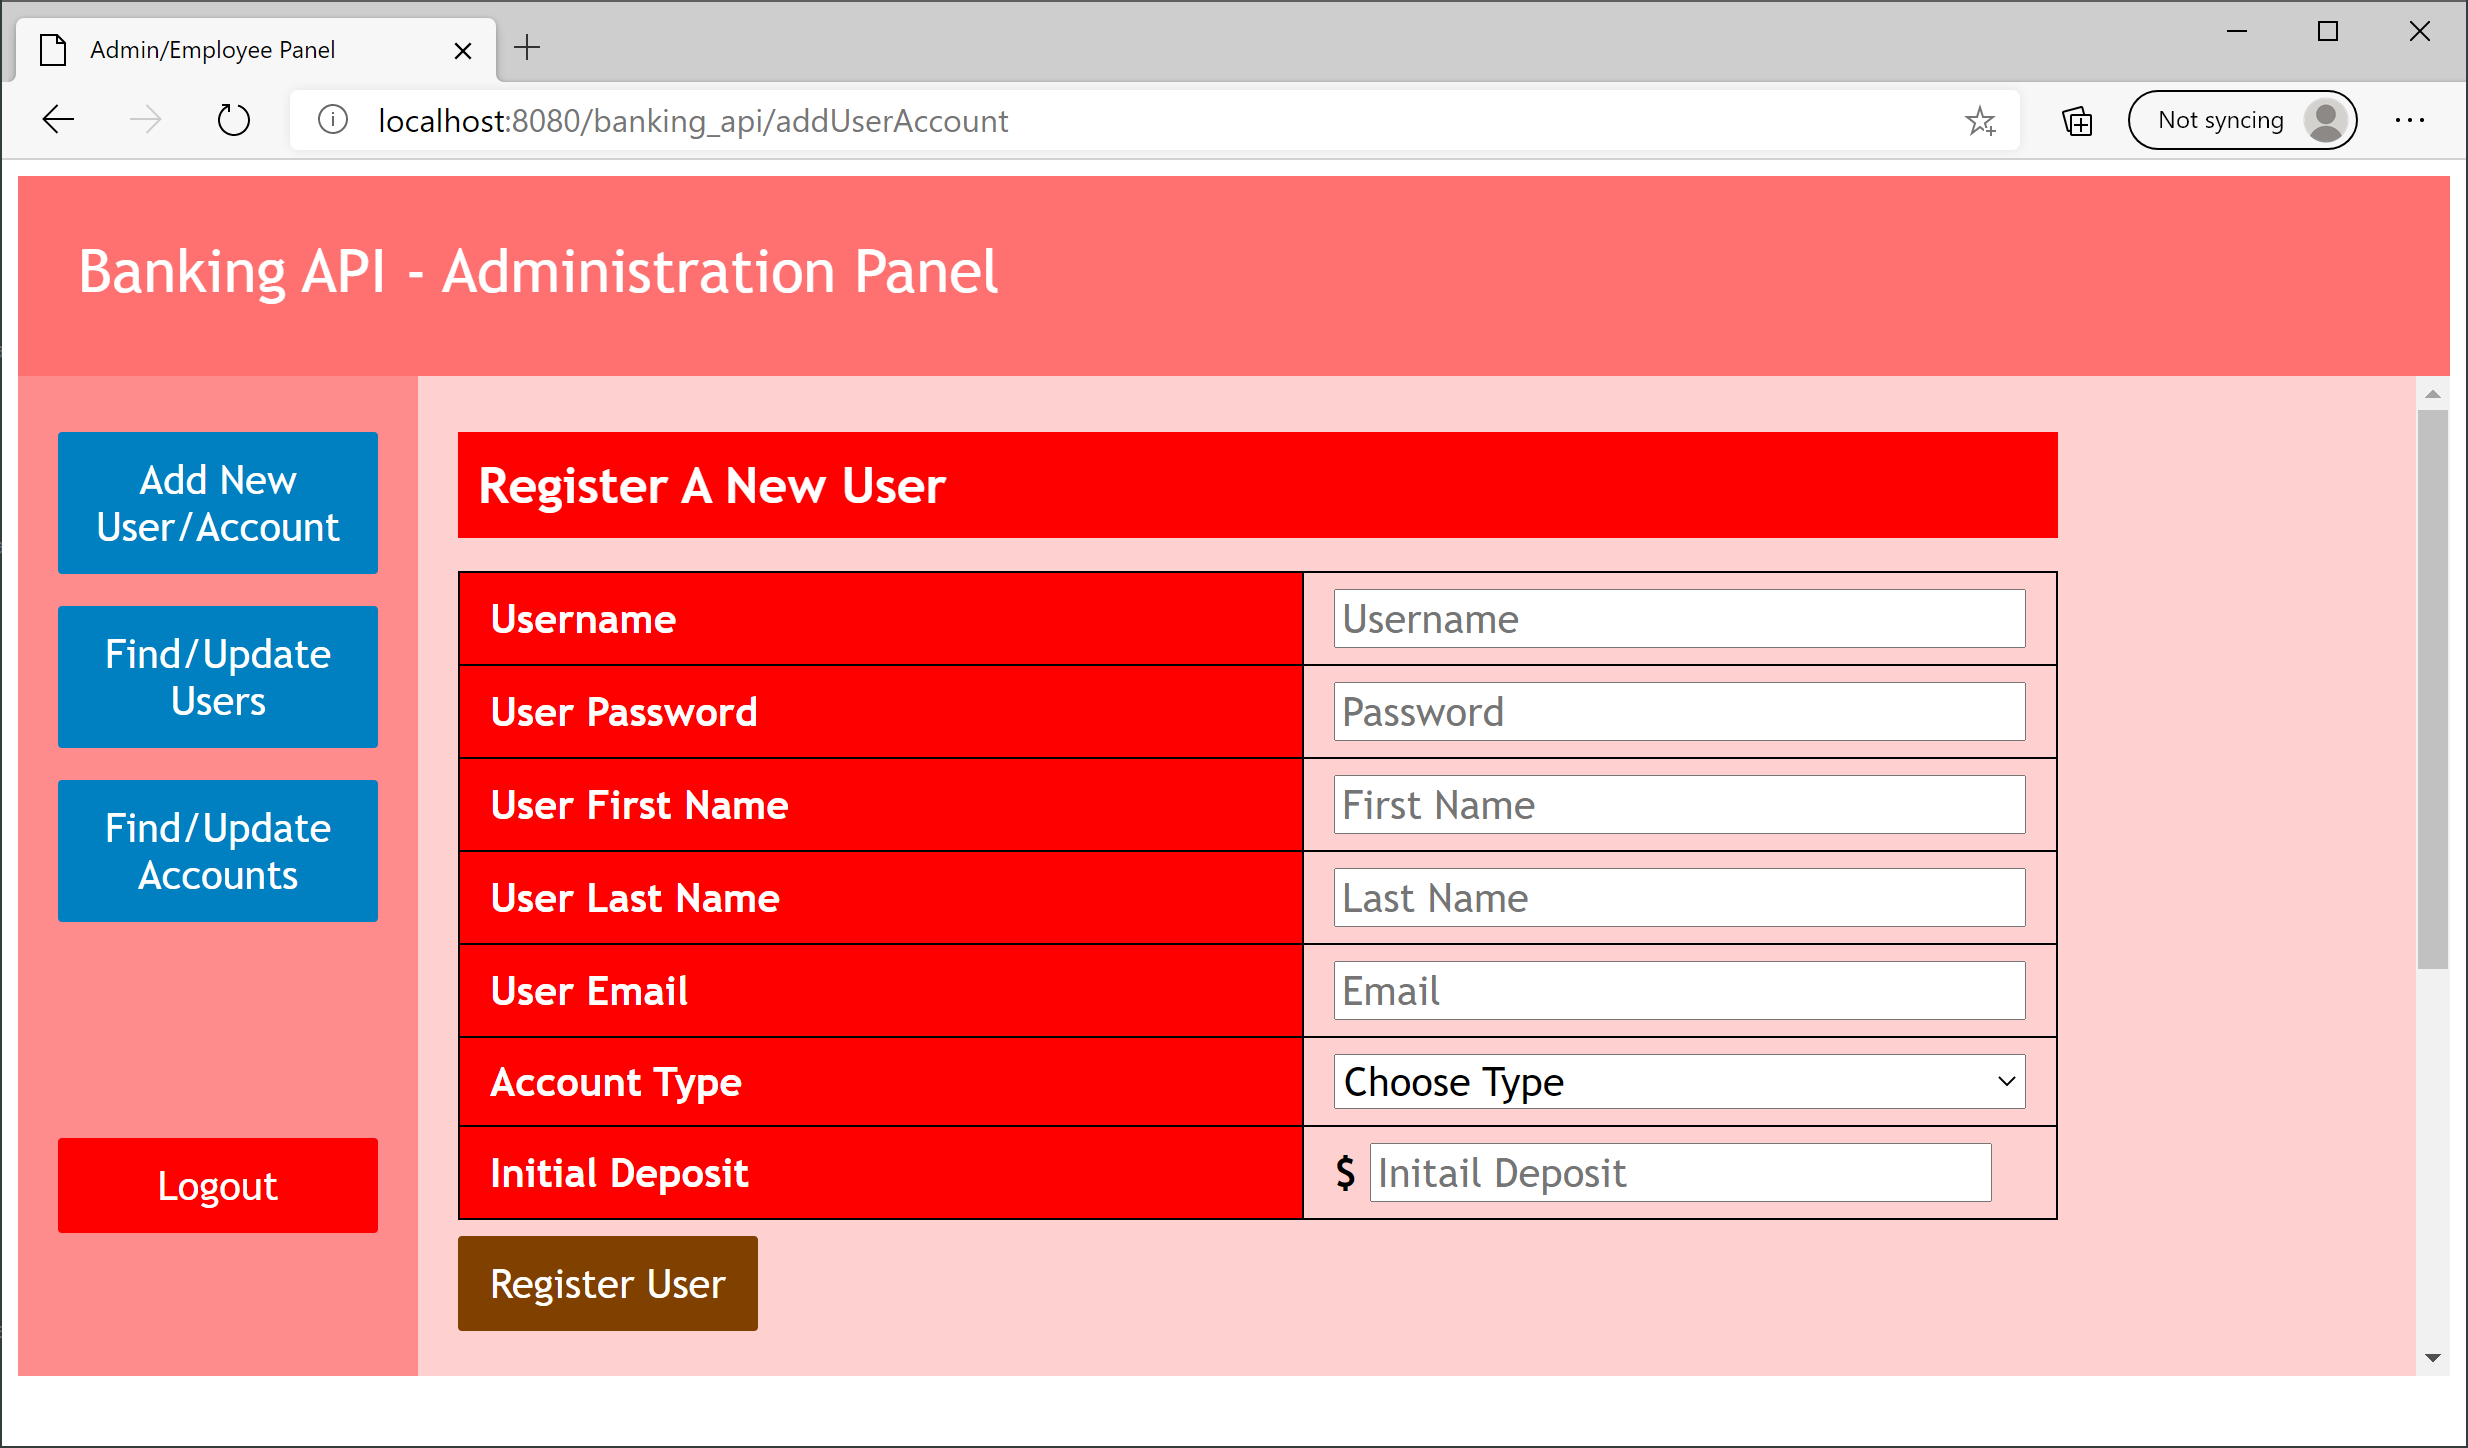 Admin/Employee Panel
localhost:8080/banking_api/addUserAccount
Not syncing
Banking API - Administration Panel
Add New
User/Account
Find/Update
Users
Find/Update
Accounts
Logout
Register A New User
Username Username
User Password Password
User First Name First Name
User Last Name Last Name
User Email Email
Account Type Choose Type
Initial Deposit $ Initail Deposit
Register User